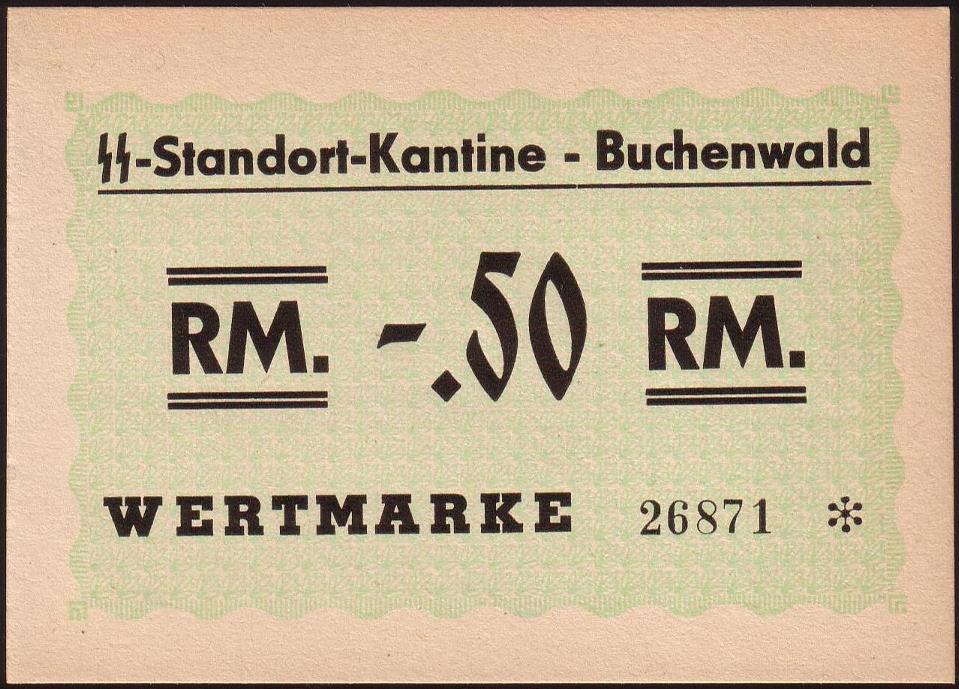 SS-Standort-Kantine - Buchenwald
RM. -.50 RM.
WERTMARKE 26871 *